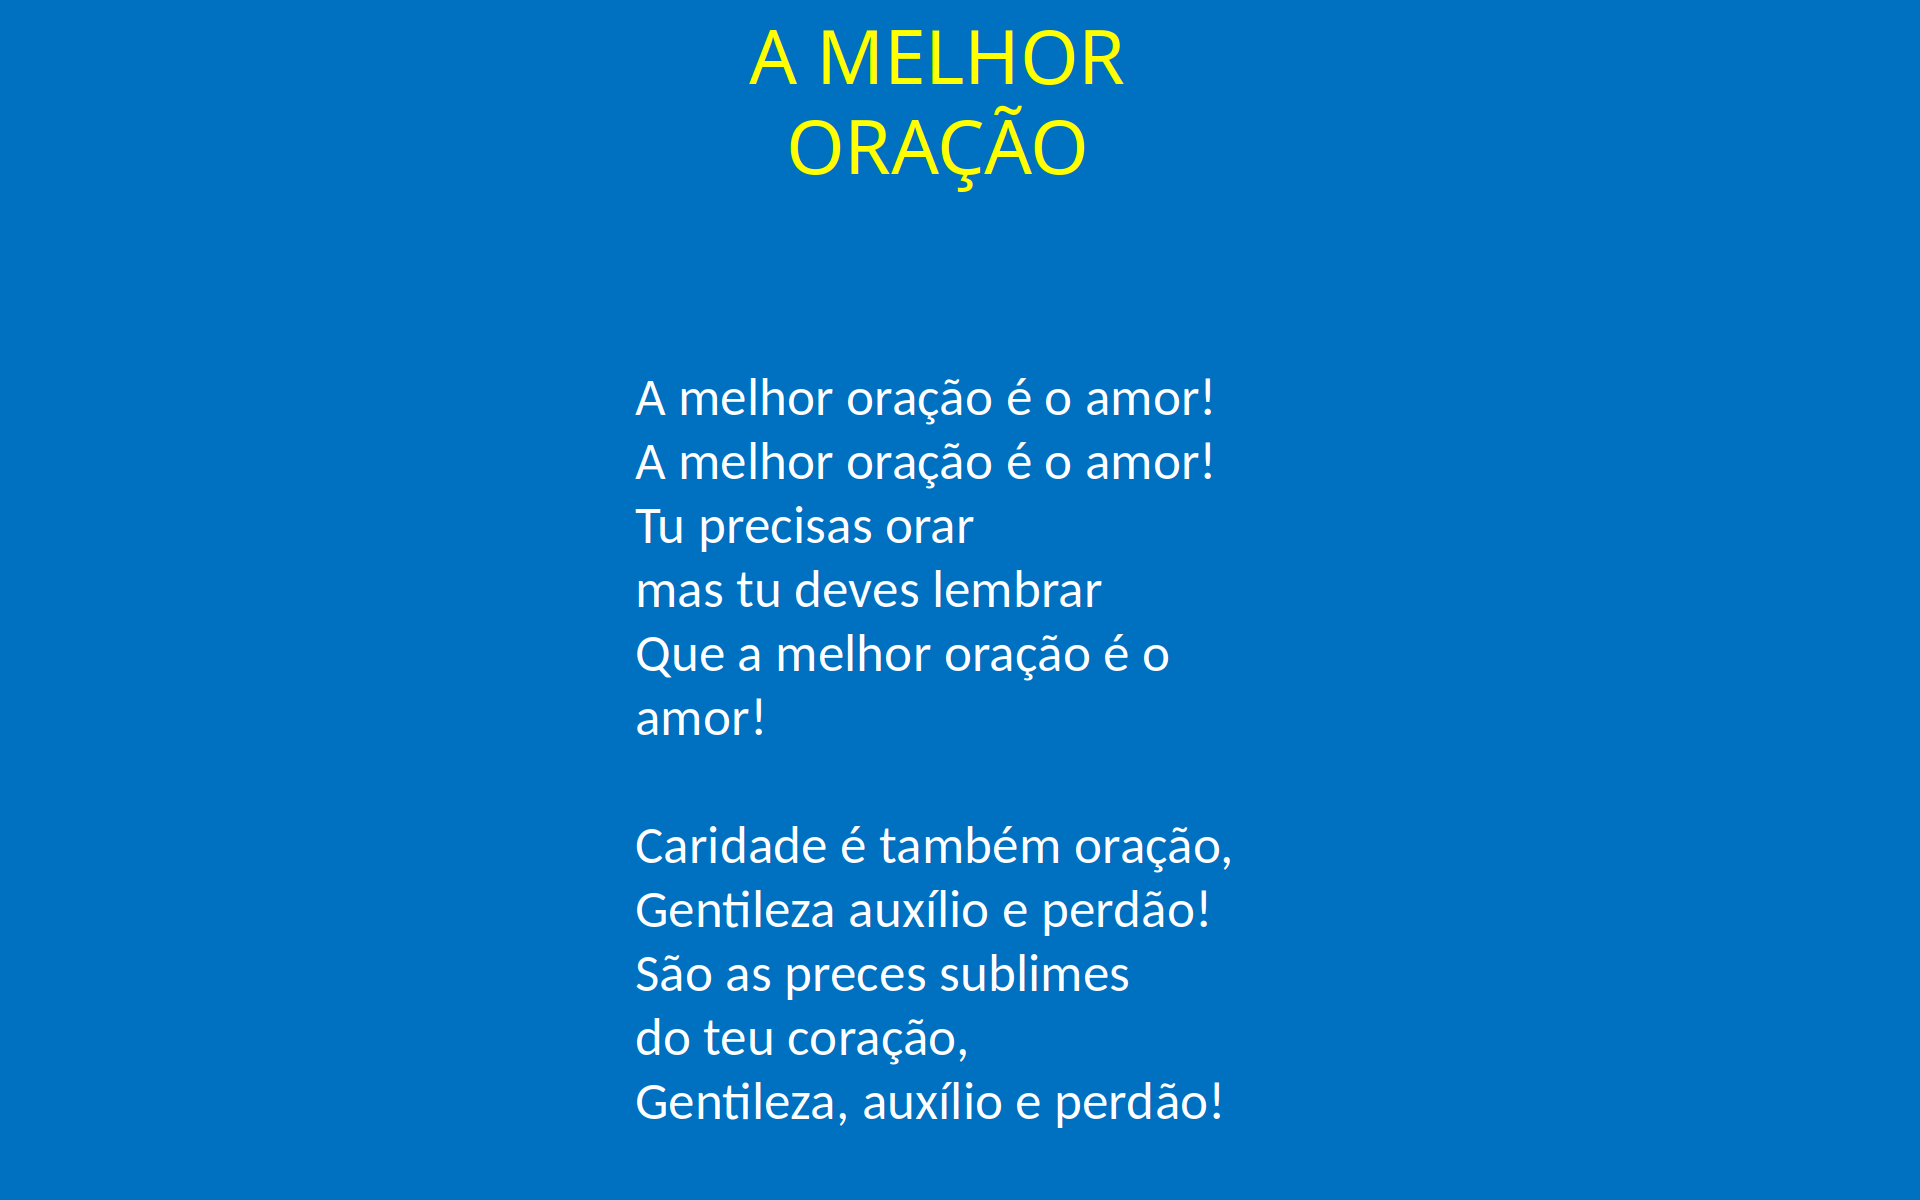 A MELHOR
ORAÇÃO
A melhor oração é o amor!
A melhor oração é o amor!
Tu precisas orar
mas tu deves lembrar
Que a melhor oração é o
amor!
Caridade é também oração,
Gentileza auxílio e perdão!
São as preces sublimes
do teu coração,
Gentileza, auxílio e perdão!